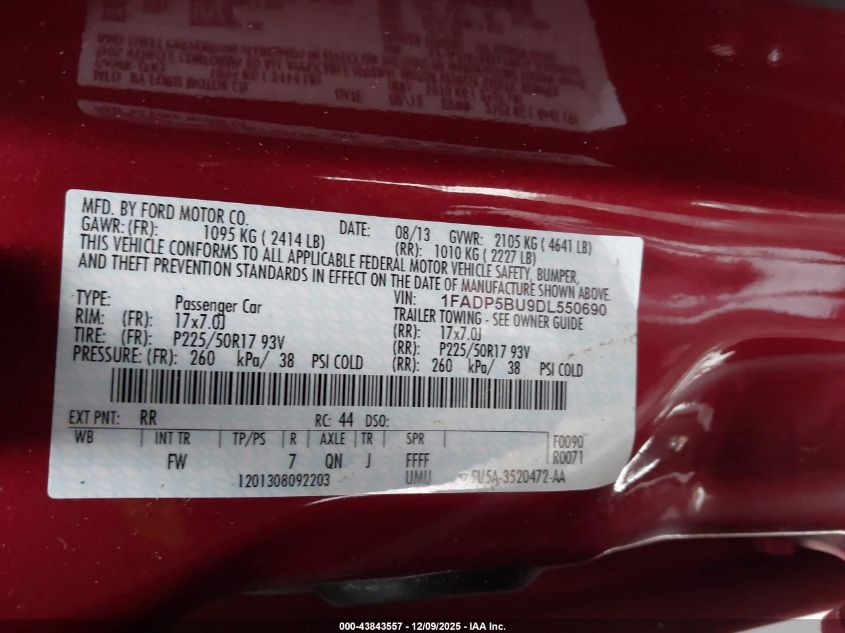 MFD. BY FORD MOTOR CO.
DATE: 08/13 GVWR: 2105 KG ( 4641 LB)
GAWR: (FR): 1095 KG ( 2414 LB) (RR): 1010 KG ( 2227 LB)
THIS VEHICLE CONFORMS TO ALL APPLICABLE FEDERAL MOTOR VEHICLE SAFETY, BUMPER,
AND THEFT PREVENTION STANDARDS IN EFFECT ON THE DATE OF MANUFACTURE SHOWN ABOVE.
VIN: 1FADP5BU9DL550690
TYPE: Passenger Car TRAILER TOWING - SEE OWNER GUIDE
RIM: (FR): 17x7.0J (RR): 17x7.0J
TIRE: (FR): P225/50R17 93V (RR): P225/50R17 93V
PRESSURE: (FR): 260 kPa/ 38 PSI COLD (RR): 260 kPa/ 38 PSI COLD
EXT PNT: RR RC: 44 DSO:
WB INT TR TP/PS R AXLE TR SPR F0090
FW 7 QN J FFFF R0071
1201308092203 UMU 5U5A-3520472-AA
000-43843557 - 12/09/2025 - IAA Inc.